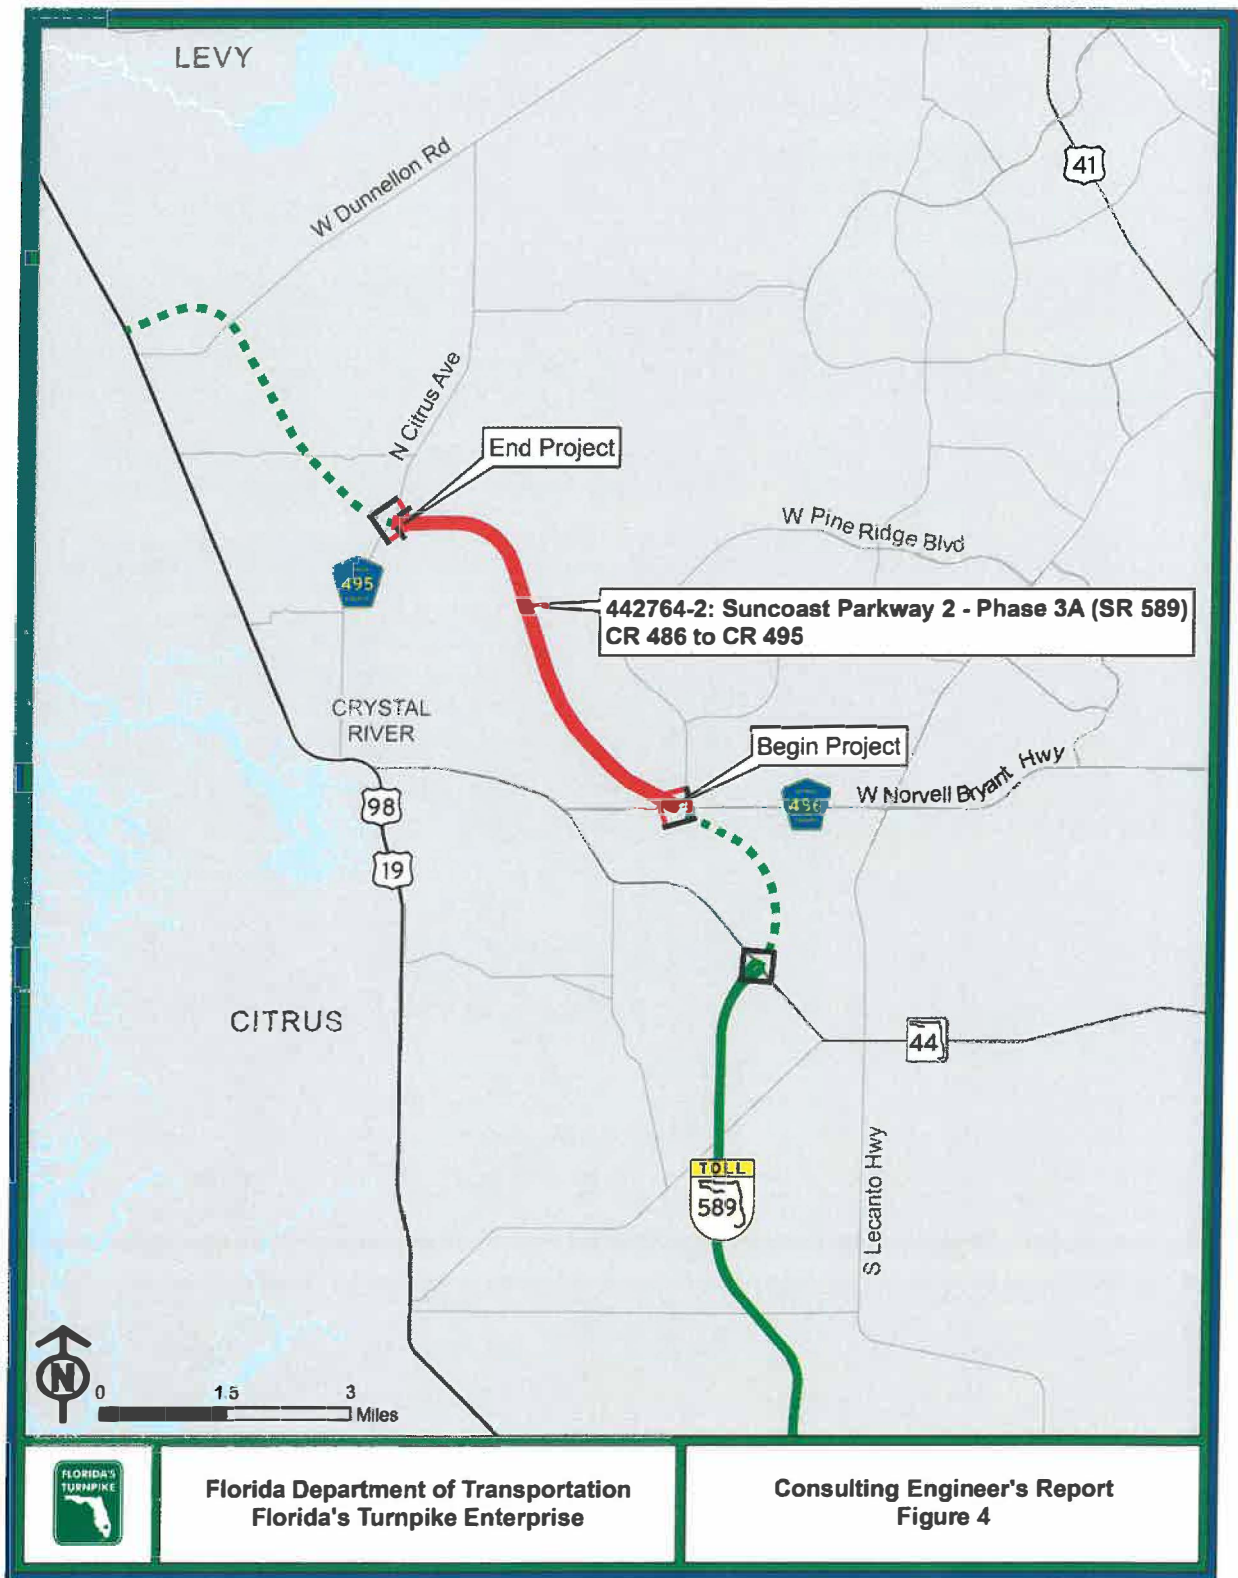 LEVY
41
W Dunnellon Rd
N Citrus Ave
End Project
W Pine Ridge Blvd
495
442764-2: Suncoast Parkway 2 - Phase 3A (SR 589)
CR 486 to CR 495
CRYSTAL
RIVER
Begin Project
98
486
W Norvell Bryant Hwy
19
CITRUS
44
S Lecanto Hwy
TOLL
589
N
0
1.5
3
Miles
FLORIDA'S
TURNPIKE
Florida Department of Transportation
Florida's Turnpike Enterprise
Consulting Engineer's Report
Figure 4